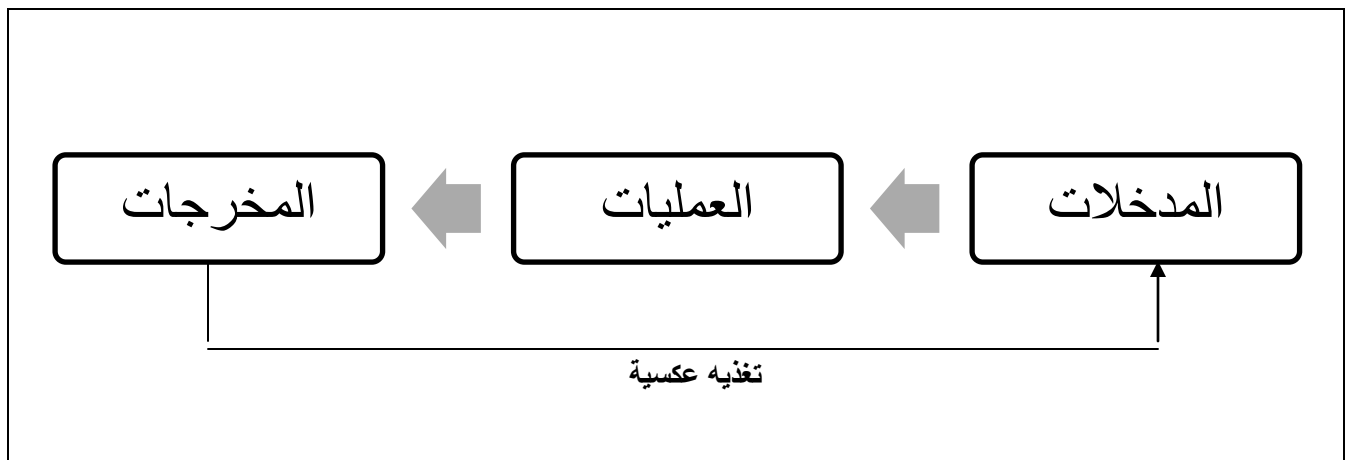 المدخلات
العمليات
المخرجات
تغذيه عكسية